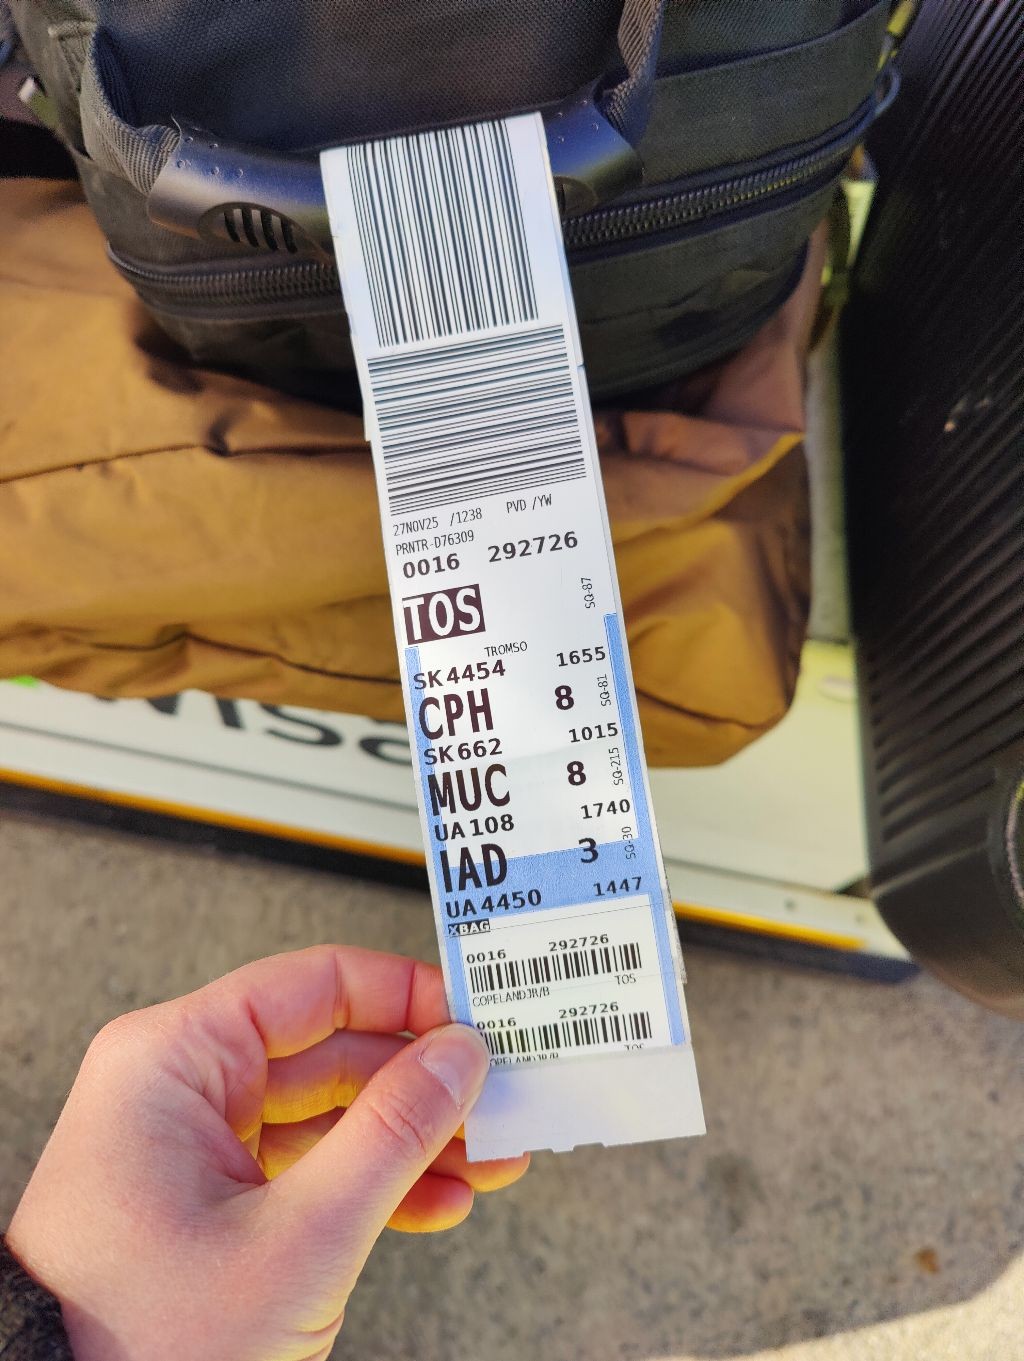 27NOV25 /1238 PVD /YW
PRNTR-D76309
0016 292726
TOS
SQ-87
TROMSO
SK4454 1655
CPH 8 SQ-81
SK662 1015
MUC 8 SQ-215
UA108 1740
IAD 3 SQ-30
UA4450 1447
XBAG
0016 292726
COPELANDJR/B TOS
0016 292726
COPELANDJR/B TOS